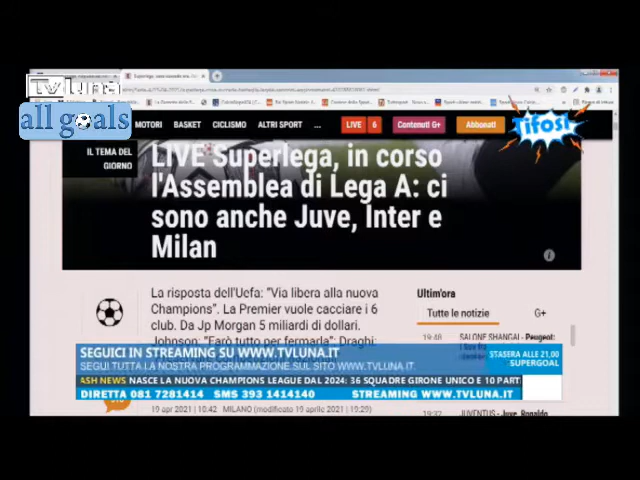 TVLuna
all goals
MOTORI BASKET CICLISMO ALTRI SPORT ... LIVE 6 Contenuti G+ Abbonati
Tifosi
IL TEMA DEL
GIORNO
LIVE Superlega, in corso
l'Assemblea di Lega A: ci
sono anche Juve, Inter e
Milan
La risposta dell'Uefa: "Via libera alla nuova
Champions". La Premier vuole cacciare i 6
club. Da Jp Morgan 5 miliardi di dollari.
Johnson: "Farò tutto per fermarla"; Draghi:
Ultim'ora
Tutte le notizie G+
19:48 SALONE SHANGAI - Peugeot:
SEGUICI IN STREAMING SU WWW.TVLUNA.IT
SEGUI TUTTA LA NOSTRA PROGRAMMAZIONE SUL SITO WWW.TVLUNA.IT
STASERA ALLE 21,00
SUPERGOAL
ASH NEWS NASCE LA NUOVA CHAMPIONS LEAGUE DAL 2024: 36 SQUADRE GIRONE UNICO E 10 PART
DIRETTA 081 7281414 SMS 393 1414140 STREAMING WWW.TVLUNA.IT
19 apr 2021 | 10:42 - MILANO (modificato 19 aprile 2021 | 19:29)
19:32 JUVENTUS - Juve, Ronaldo